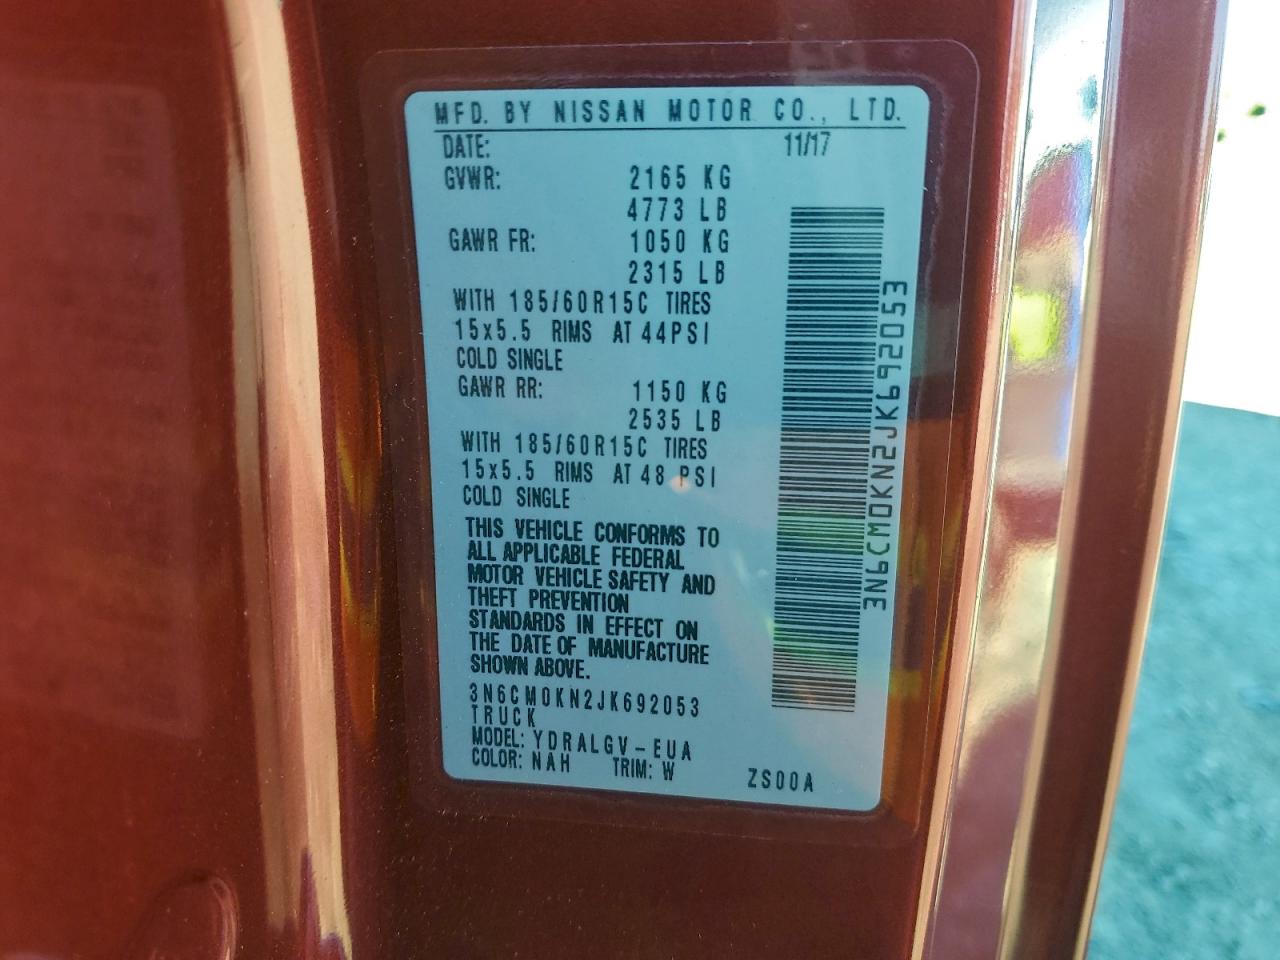 MFD. BY NISSAN MOTOR CO., LTD.
DATE: 11/17
GVWR: 2165 KG
4773 LB
GAWR FR: 1050 KG
2315 LB
WITH 185/60R15C TIRES
15x5.5 RIMS AT 44PSI
COLD SINGLE
GAWR RR: 1150 KG
2535 LB
WITH 185/60R15C TIRES
15x5.5 RIMS AT 48 PSI
COLD SINGLE
THIS VEHICLE CONFORMS TO
ALL APPLICABLE FEDERAL
MOTOR VEHICLE SAFETY AND
THEFT PREVENTION
STANDARDS IN EFFECT ON
THE DATE OF MANUFACTURE
SHOWN ABOVE.
3N6CM0KN2JK692053
TRUCK
MODEL: YDRALGV-EUA
COLOR: NAH TRIM: W ZS00A
3N6CM0KN2JK692053